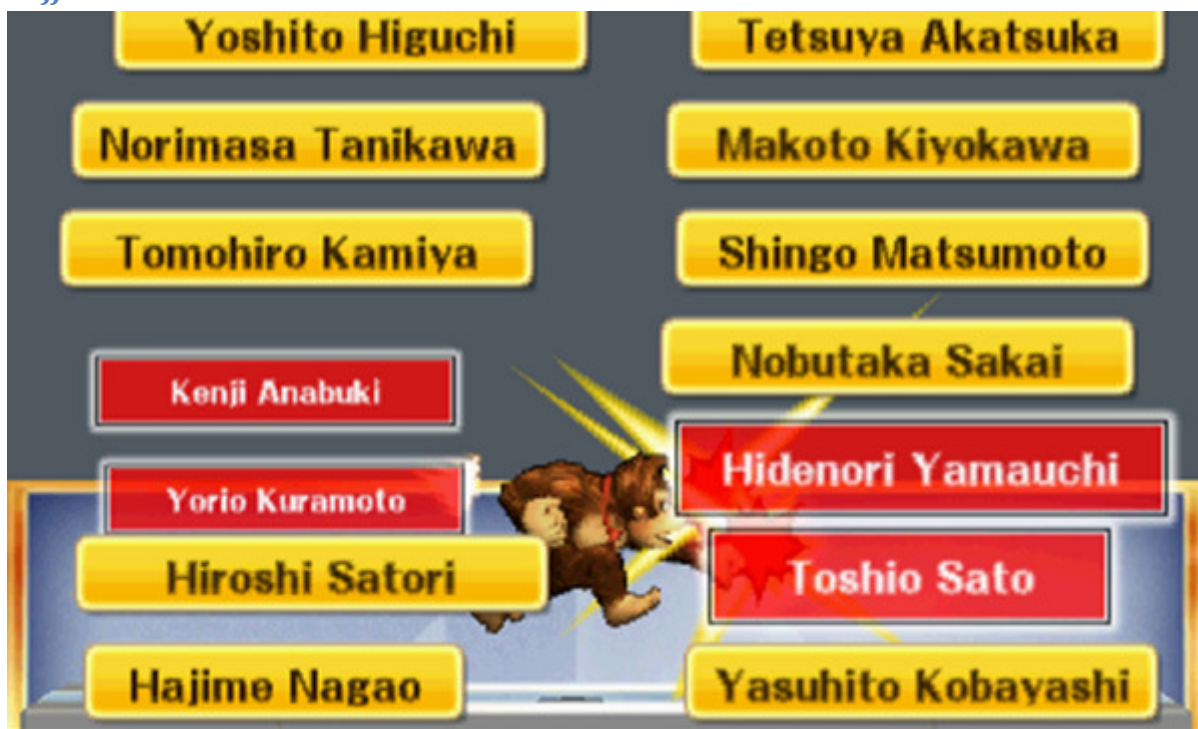 Yoshito Higuchi
Tetsuya Akatsuka
Norimasa Tanikawa
Makoto Kiyokawa
Tomohiro Kamiya
Shingo Matsumoto
Nobutaka Sakai
Kenji Anabuki
Hidenori Yamauchi
Yorio Kuramoto
Hiroshi Satori
Toshio Sato
Hajime Nagao
Yasuhito Kobayashi